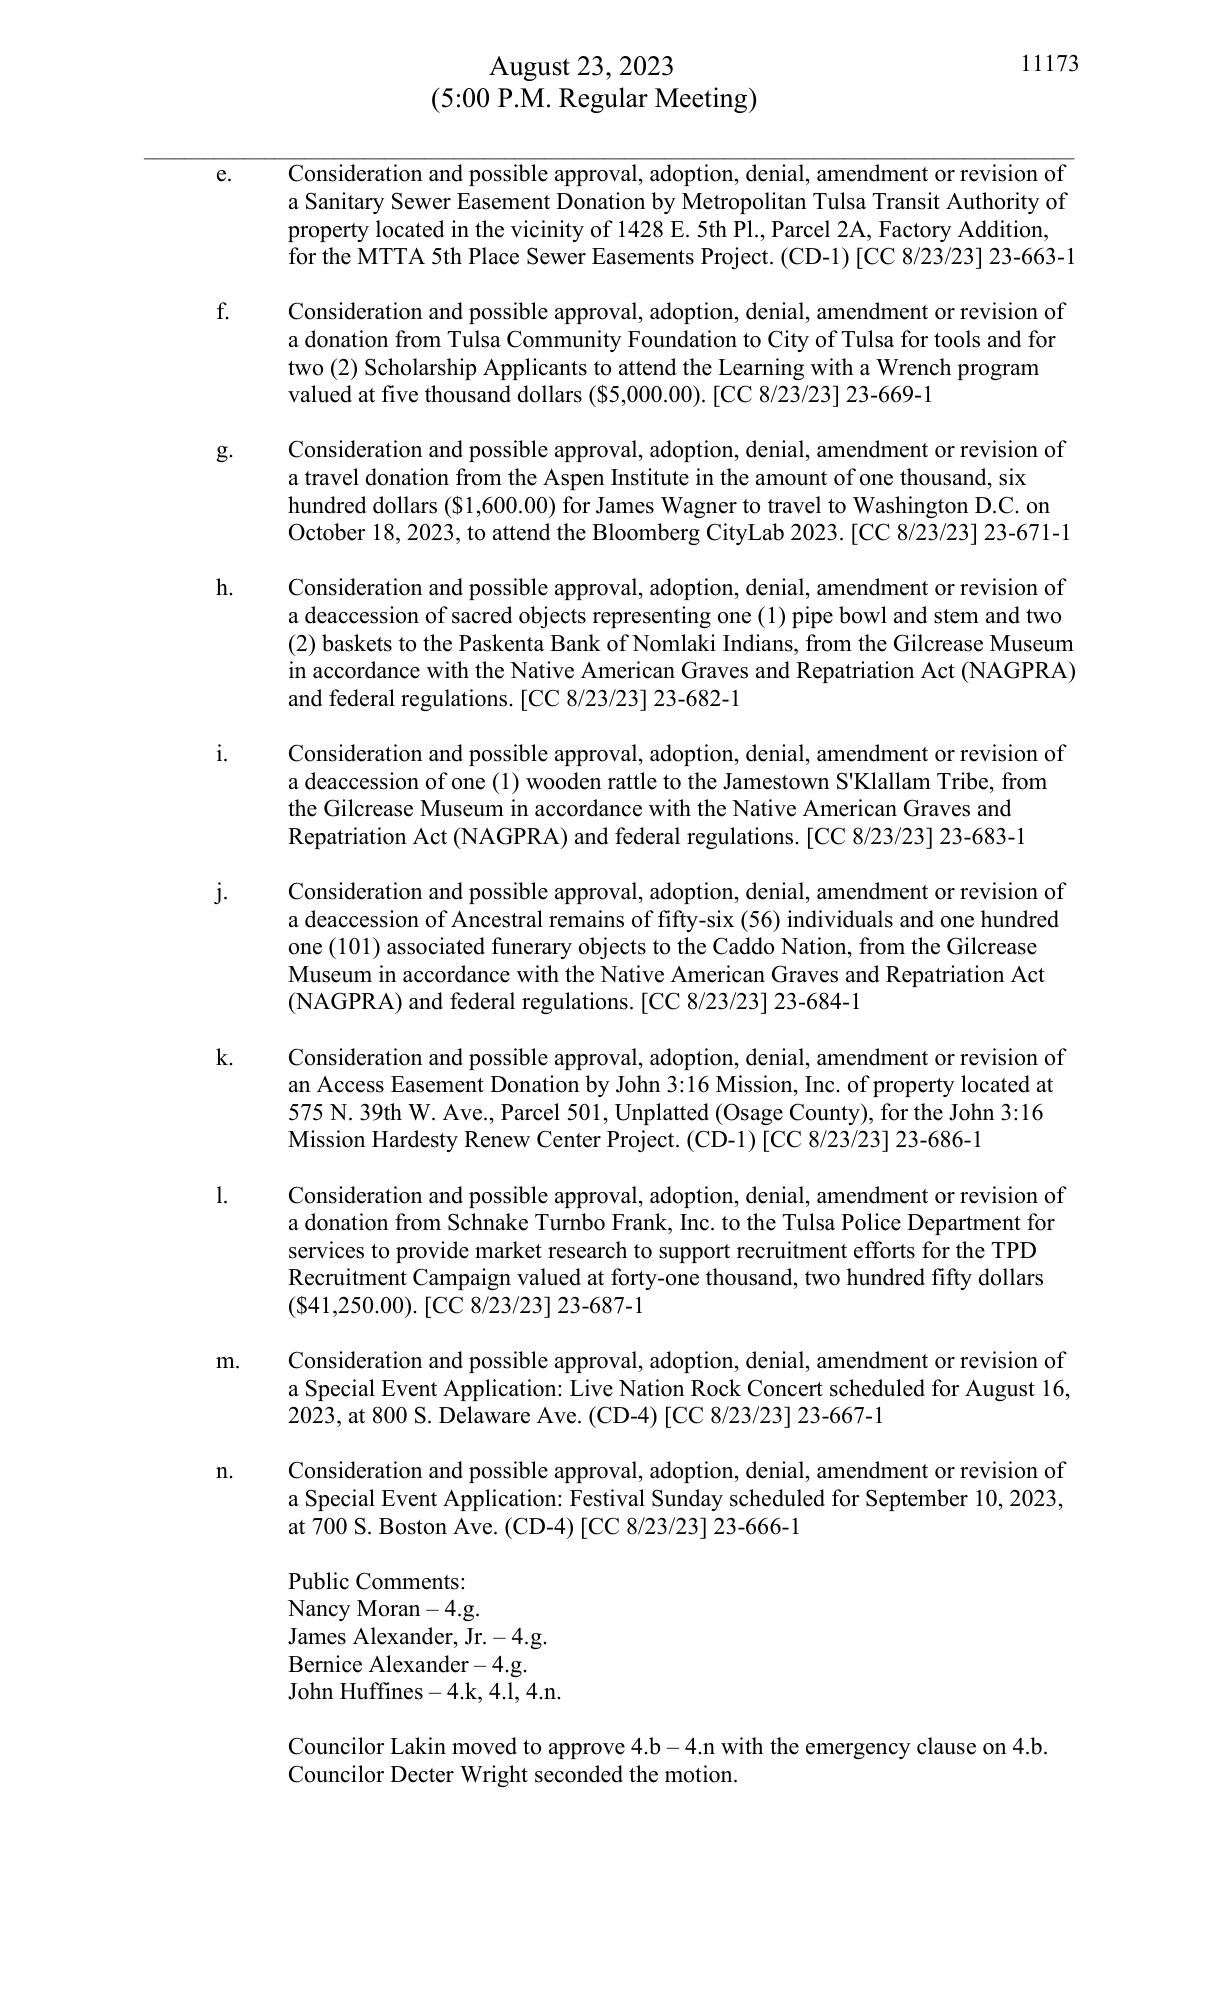 August 23, 2023
11173
(5:00 P.M. Regular Meeting)
e. Consideration and possible approval, adoption, denial, amendment or revision of
a Sanitary Sewer Easement Donation by Metropolitan Tulsa Transit Authority of
property located in the vicinity of 1428 E. 5th Pl., Parcel 2A, Factory Addition,
for the MTTA 5th Place Sewer Easements Project. (CD-1) [CC 8/23/23] 23-663-1
f. Consideration and possible approval, adoption, denial, amendment or revision of
a donation from Tulsa Community Foundation to City of Tulsa for tools and for
two (2) Scholarship Applicants to attend the Learning with a Wrench program
valued at five thousand dollars ($5,000.00). [CC 8/23/23] 23-669-1
g. Consideration and possible approval, adoption, denial, amendment or revision of
a travel donation from the Aspen Institute in the amount of one thousand, six
hundred dollars ($1,600.00) for James Wagner to travel to Washington D.C. on
October 18, 2023, to attend the Bloomberg CityLab 2023. [CC 8/23/23] 23-671-1
h. Consideration and possible approval, adoption, denial, amendment or revision of
a deaccession of sacred objects representing one (1) pipe bowl and stem and two
(2) baskets to the Paskenta Bank of Nomlaki Indians, from the Gilcrease Museum
in accordance with the Native American Graves and Repatriation Act (NAGPRA)
and federal regulations. [CC 8/23/23] 23-682-1
i. Consideration and possible approval, adoption, denial, amendment or revision of
a deaccession of one (1) wooden rattle to the Jamestown S'Klallam Tribe, from
the Gilcrease Museum in accordance with the Native American Graves and
Repatriation Act (NAGPRA) and federal regulations. [CC 8/23/23] 23-683-1
j. Consideration and possible approval, adoption, denial, amendment or revision of
a deaccession of Ancestral remains of fifty-six (56) individuals and one hundred
one (101) associated funerary objects to the Caddo Nation, from the Gilcrease
Museum in accordance with the Native American Graves and Repatriation Act
(NAGPRA) and federal regulations. [CC 8/23/23] 23-684-1
k. Consideration and possible approval, adoption, denial, amendment or revision of
an Access Easement Donation by John 3:16 Mission, Inc. of property located at
575 N. 39th W. Ave., Parcel 501, Unplatted (Osage County), for the John 3:16
Mission Hardesty Renew Center Project. (CD-1) [CC 8/23/23] 23-686-1
l. Consideration and possible approval, adoption, denial, amendment or revision of
a donation from Schnake Turnbo Frank, Inc. to the Tulsa Police Department for
services to provide market research to support recruitment efforts for the TPD
Recruitment Campaign valued at forty-one thousand, two hundred fifty dollars
($41,250.00). [CC 8/23/23] 23-687-1
m. Consideration and possible approval, adoption, denial, amendment or revision of
a Special Event Application: Live Nation Rock Concert scheduled for August 16,
2023, at 800 S. Delaware Ave. (CD-4) [CC 8/23/23] 23-667-1
n. Consideration and possible approval, adoption, denial, amendment or revision of
a Special Event Application: Festival Sunday scheduled for September 10, 2023,
at 700 S. Boston Ave. (CD-4) [CC 8/23/23] 23-666-1
Public Comments:
Nancy Moran – 4.g.
James Alexander, Jr. – 4.g.
Bernice Alexander – 4.g.
John Huffines – 4.k, 4.l, 4.n.
Councilor Lakin moved to approve 4.b – 4.n with the emergency clause on 4.b.
Councilor Decter Wright seconded the motion.